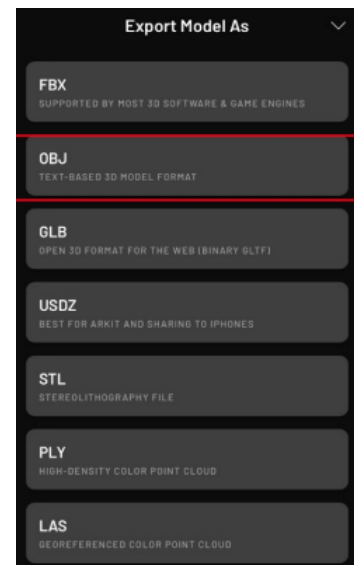 Export Model As
FBX
SUPPORTED BY MOST 3D SOFTWARE & GAME ENGINES
OBJ
TEXT-BASED 3D MODEL FORMAT
GLB
OPEN 3D FORMAT FOR THE WEB (BINARY GLTF)
USDZ
BEST FOR ARKIT AND SHARING TO IPHONES
STL
STEREOLITHOGRAPHY FILE
PLY
HIGH-DENSITY COLOR POINT CLOUD
LAS
GEOREFERENCED COLOR POINT CLOUD